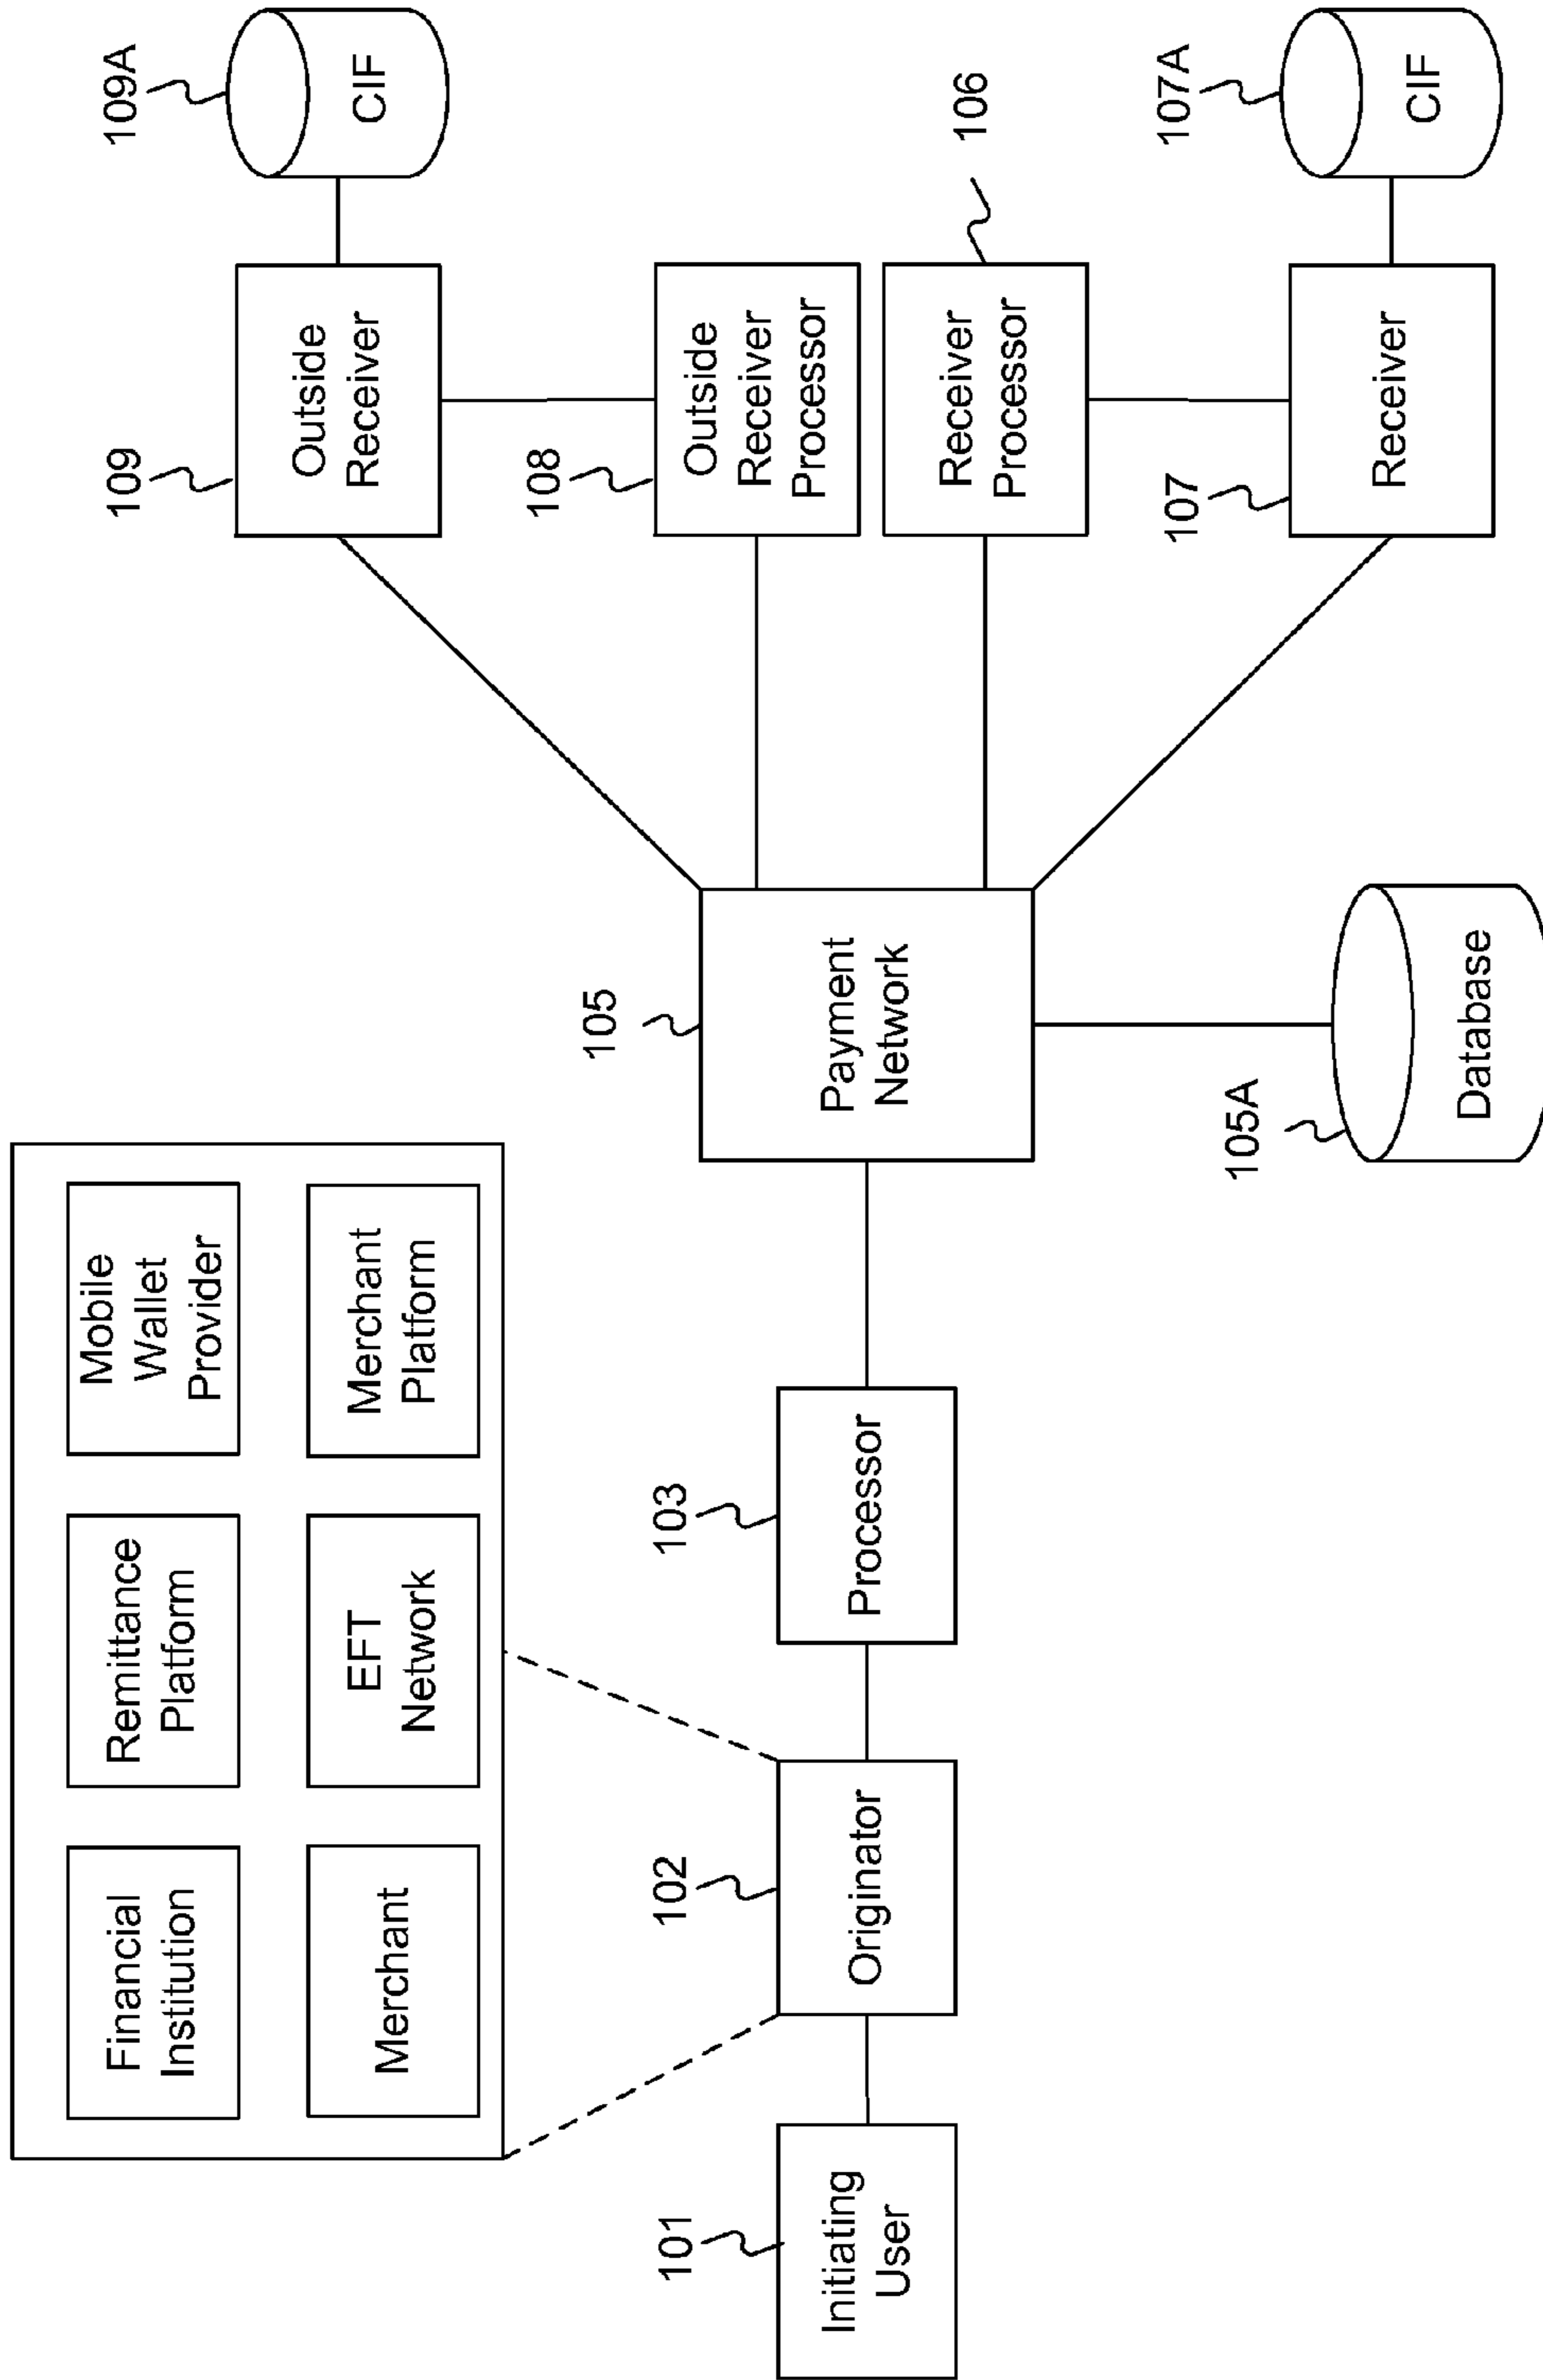 Financial
Institution
Remittance
Platform
Mobile
Wallet
Provider
Merchant
EFT
Network
Merchant
Platform
101
Initiating
User
102
Originator
103
Processor
105
Payment
Network
105A
Database
109
Outside
Receiver
109A
CIF
108
Outside
Receiver
Processor
106
Receiver
Processor
107
Receiver
107A
CIF